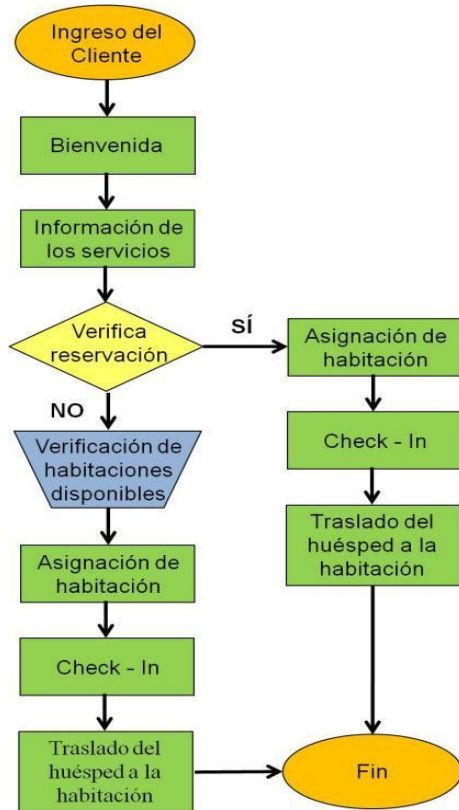 Ingreso del
Cliente
Bienvenida
Información de
los servicios
Verifica
reservación
SÍ
NO
Verificación de
habitaciones
disponibles
Asignación de
habitación
Check - In
Traslado del
huésped a la
habitación
Asignación de
habitación
Check - In
Traslado del
huésped a la
habitación
Fin